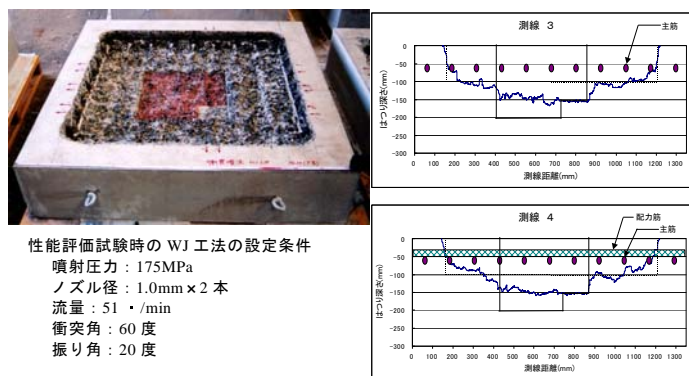 性能評価試験時の WJ 工法の設定条件
噴射圧力：175MPa
ノズル径：1.0mm×2 本
流量：51 ・/min
衝突角：60 度
振り角：20 度
測線 3
主筋
はつり深さ(mm)
0
-50
-100
-150
-200
-250
-300
0 100 200 300 400 500 600 700 800 900 1000 1100 1200 1300
測線距離(mm)
測線 4
配力筋
主筋
はつり深さ(mm)
0
-50
-100
-150
-200
-250
-300
0 100 200 300 400 500 600 700 800 900 1000 1100 1200 1300
測線距離(mm)